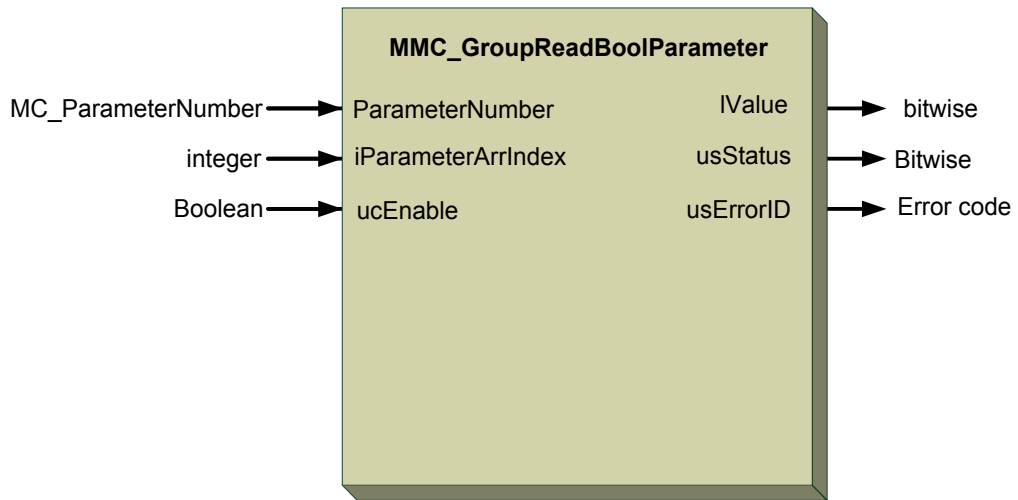 MMC_GroupReadBoolParameter
MC_ParameterNumber ParameterNumber lValue bitwise
integer iParameterArrIndex usStatus Bitwise
Boolean ucEnable usErrorID Error code